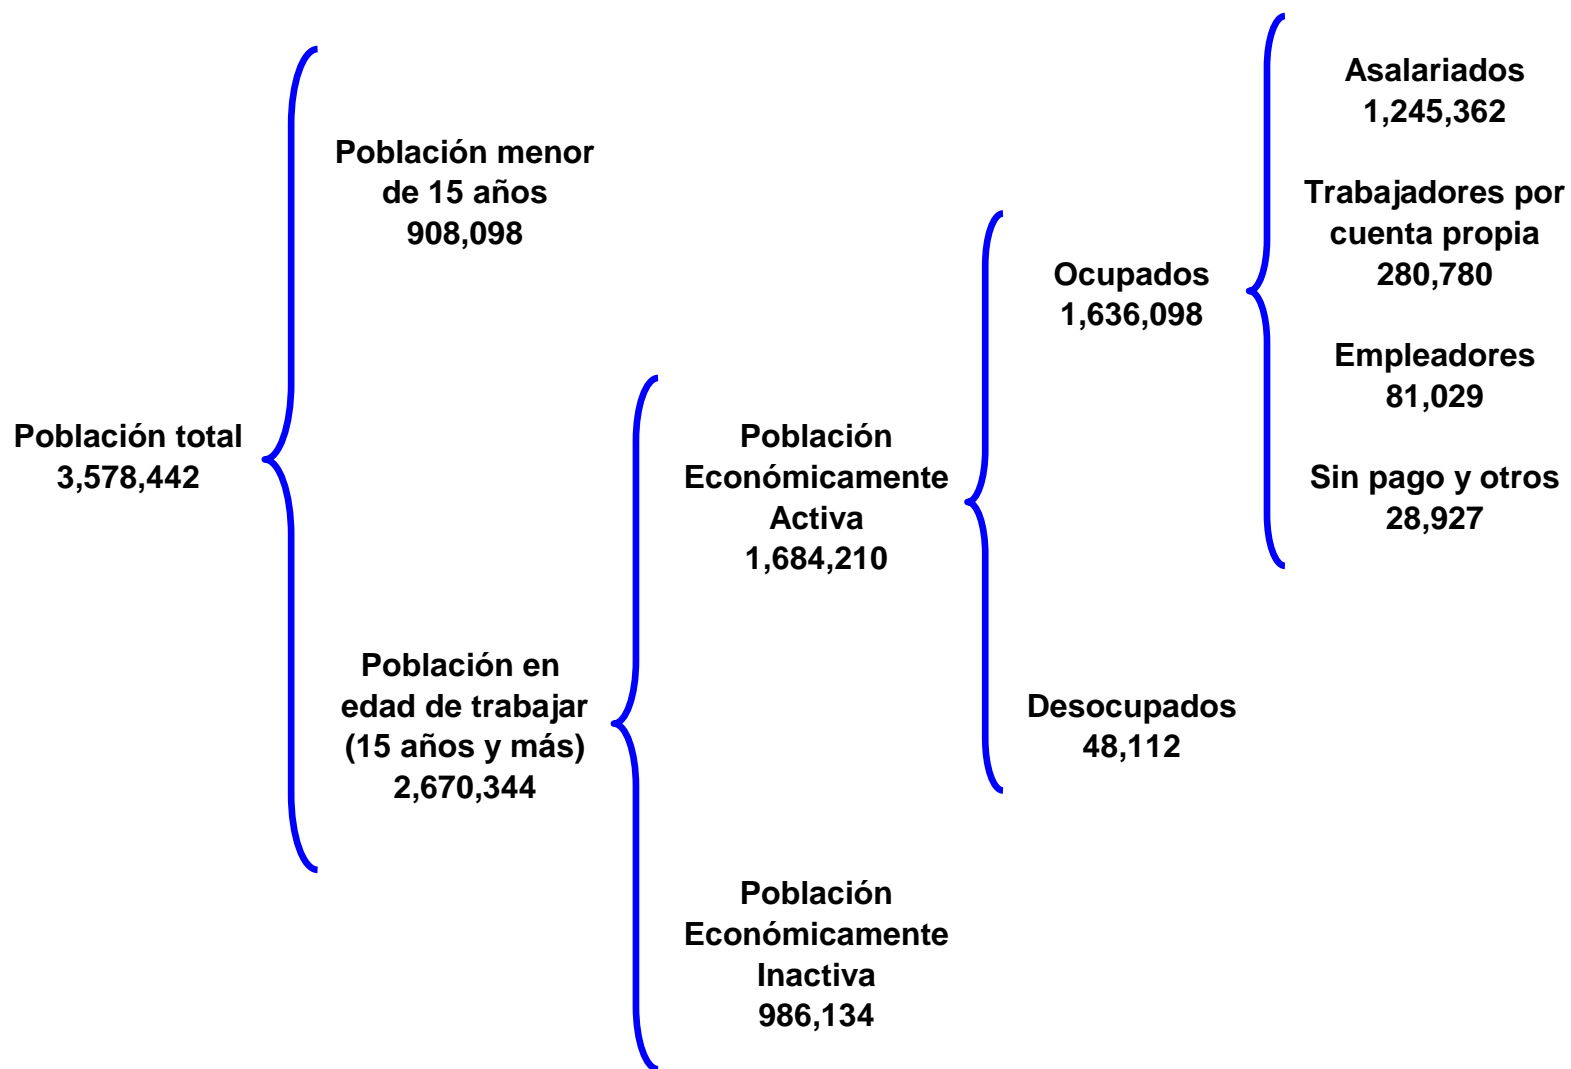 Población total
3,578,442
Población menor
de 15 años
908,098
Población en
edad de trabajar
(15 años y más)
2,670,344
Población
Económicamente
Activa
1,684,210
Población
Económicamente
Inactiva
986,134
Ocupados
1,636,098
Desocupados
48,112
Asalariados
1,245,362
Trabajadores por
cuenta propia
280,780
Empleadores
81,029
Sin pago y otros
28,927